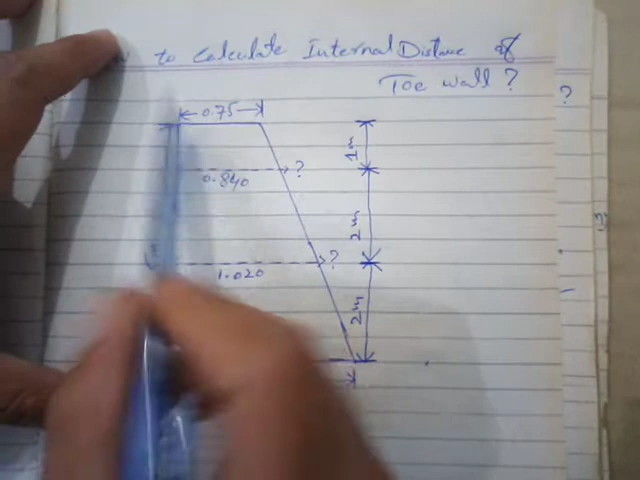 to Calculate Internal Distance of
Toe wall ?
?
0.75
1m
?
0.840
2m
?
1.020
2m